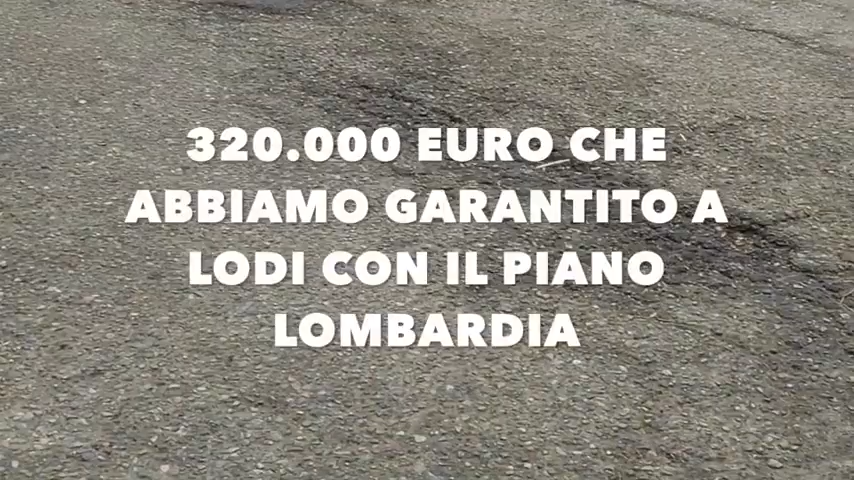 320.000 EURO CHE
ABBIAMO GARANTITO A
LODI CON IL PIANO
LOMBARDIA